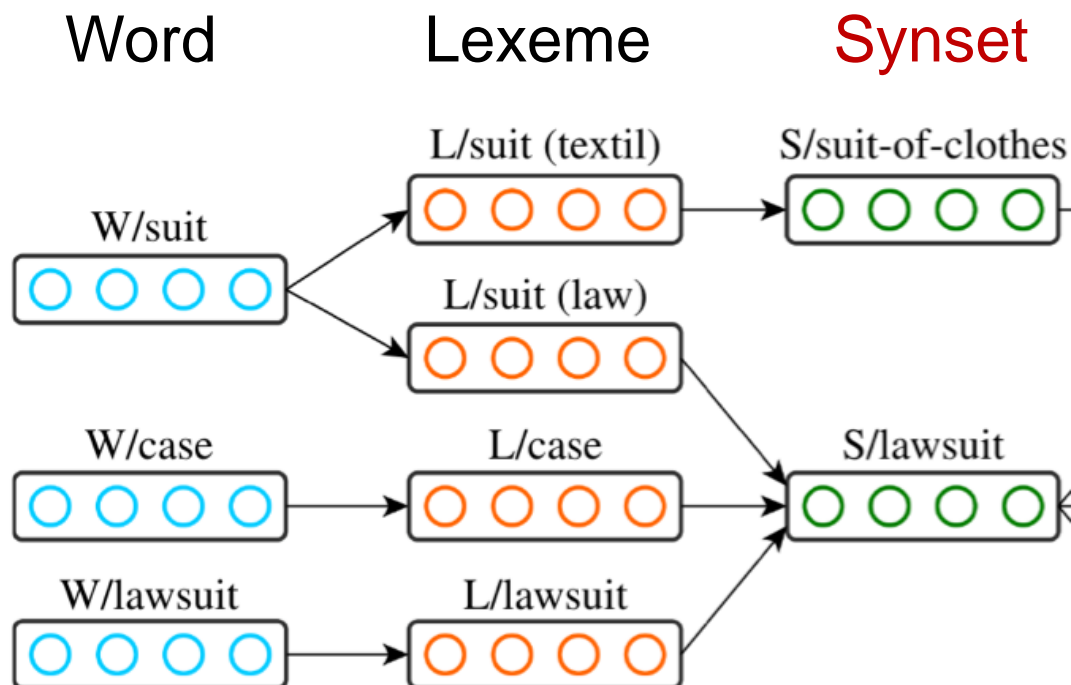 Word Lexeme Synset
L/suit (textil) S/suit-of-clothes
W/suit
L/suit (law)
W/case L/case S/lawsuit
W/lawsuit L/lawsuit